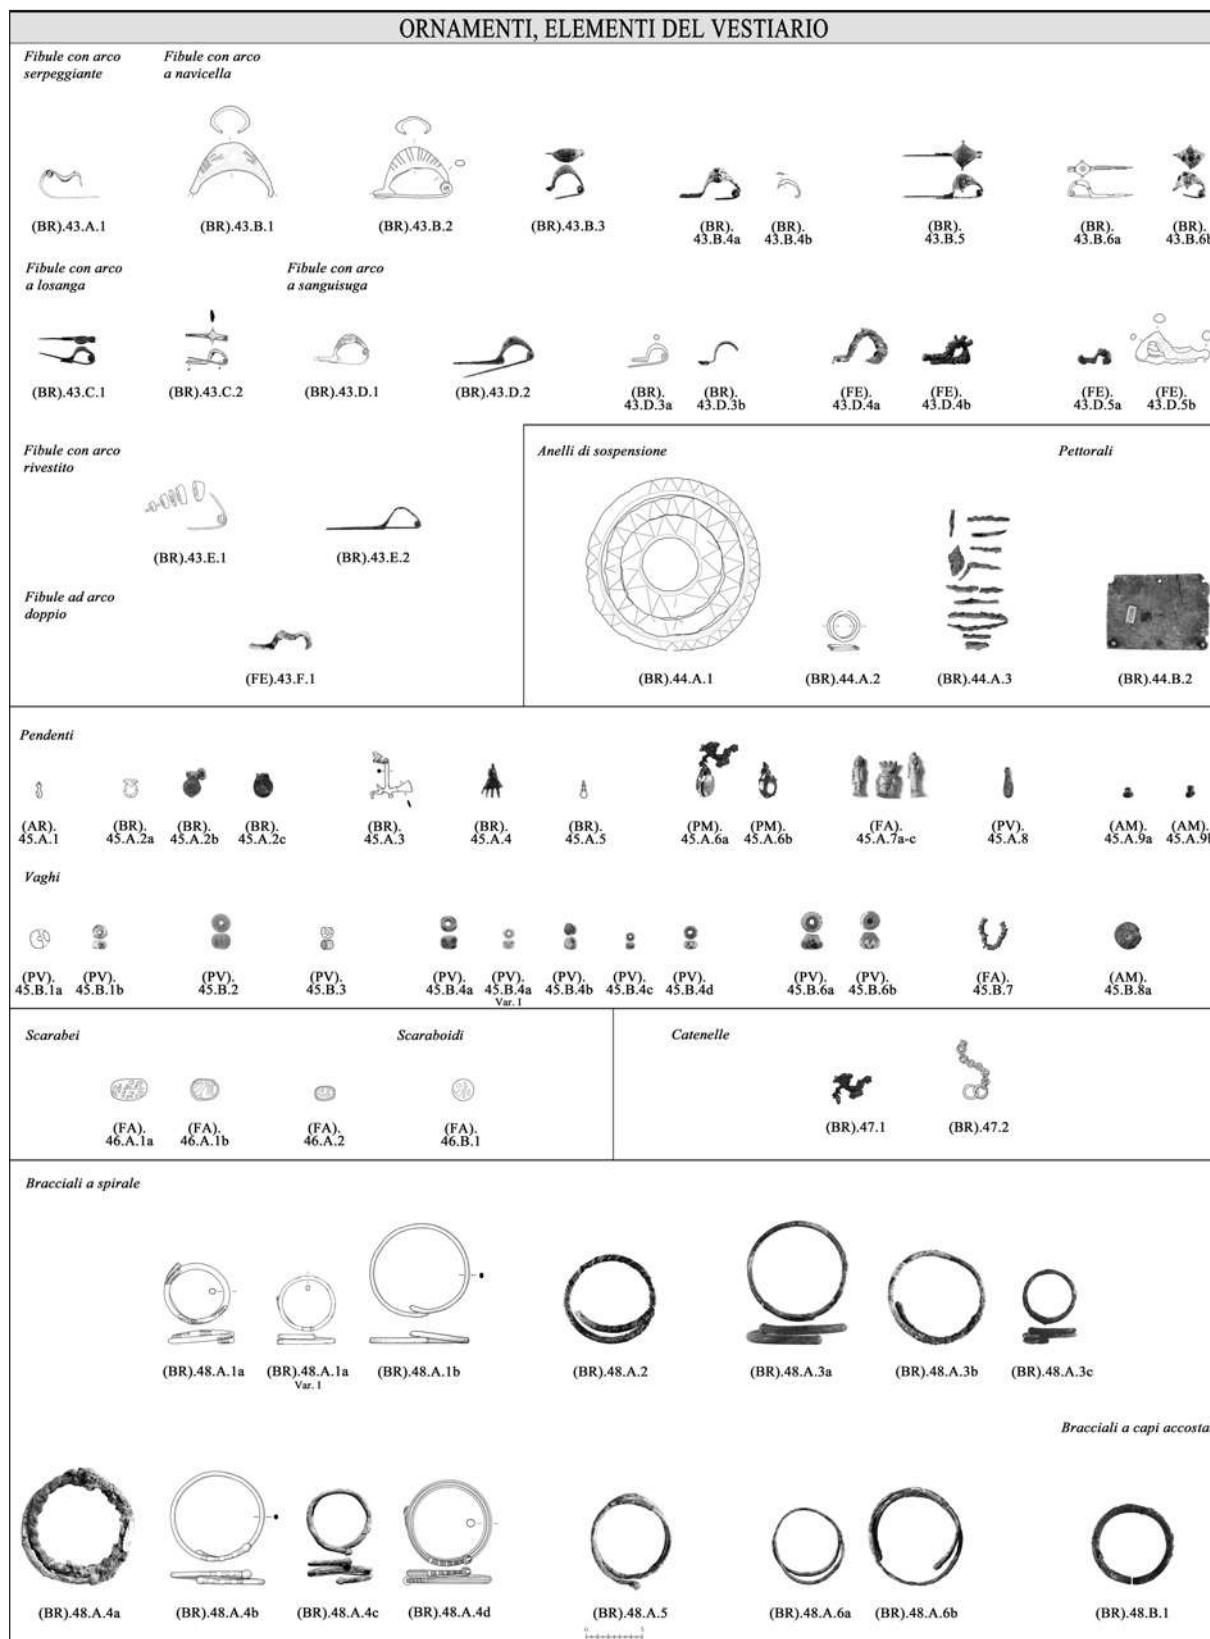 ORNAMENTI, ELEMENTI DEL VESTIARIO
Fibule con arco
serpeggiante
Fibule con arco
a navicella
(BR).43.A.1
(BR).43.B.1
(BR).43.B.2
(BR).43.B.3
(BR).
43.B.4a
(BR).
43.B.4b
(BR).
43.B.5
(BR).
43.B.6a
(BR).
43.B.6b
Fibule con arco
a losanga
Fibule con arco
a sanguisuga
(BR).43.C.1
(BR).43.C.2
(BR).43.D.1
(BR).43.D.2
(BR).
43.D.3a
(BR).
43.D.3b
(FE).
43.D.4a
(FE).
43.D.4b
(FE).
43.D.5a
(FE).
43.D.5b
Fibule con arco
rivestito
(BR).43.E.1
(BR).43.E.2
Fibule ad arco
doppio
(FE).43.F.1
Anelli di sospensione
Pettorali
(BR).44.A.1
(BR).44.A.2
(BR).44.A.3
(BR).44.B.2
Pendenti
(AR).
45.A.1
(BR).
45.A.2a
(BR).
45.A.2b
(BR).
45.A.2c
(BR).
45.A.3
(BR).
45.A.4
(BR).
45.A.5
(PM).
45.A.6a
(PM).
45.A.6b
(FA).
45.A.7a-c
(PV).
45.A.8
(AM).
45.A.9a
(AM).
45.A.9b
Vaghi
(PV).
45.B.1a
(PV).
45.B.1b
(PV).
45.B.2
(PV).
45.B.3
(PV).
45.B.4a
(PV).
45.B.4a
Var. I
(PV).
45.B.4b
(PV).
45.B.4c
(PV).
45.B.4d
(PV).
45.B.6a
(PV).
45.B.6b
(FA).
45.B.7
(AM).
45.B.8a
Scarabei
Scaraboidi
(FA).
46.A.1a
(FA).
46.A.1b
(FA).
46.A.2
(FA).
46.B.1
Catenelle
(BR).47.1
(BR).47.2
Bracciali a spirale
(BR).48.A.1a
(BR).48.A.1a
Var. I
(BR).48.A.1b
(BR).48.A.2
(BR).48.A.3a
(BR).48.A.3b
(BR).48.A.3c
Bracciali a capi accosta
(BR).48.A.4a
(BR).48.A.4b
(BR).48.A.4c
(BR).48.A.4d
(BR).48.A.5
(BR).48.A.6a
(BR).48.A.6b
(BR).48.B.1
0 5